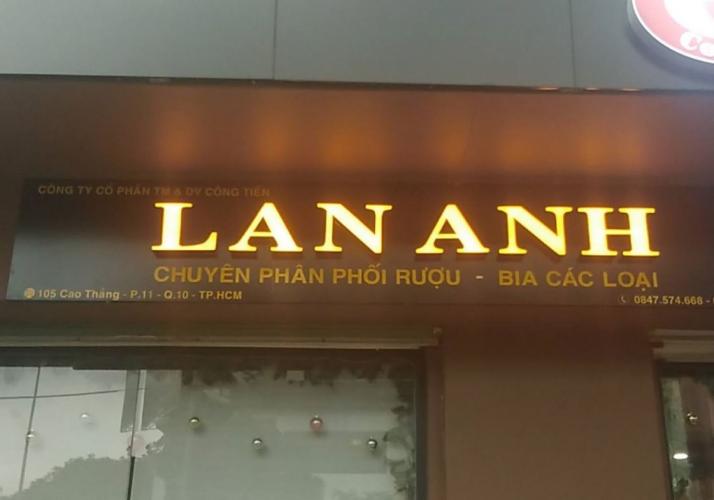 CÔNG TY CỔ PHẦN TM & DV CÔNG TIẾN
LAN ANH
CHUYÊN PHÂN PHỐI RƯỢU - BIA CÁC LOẠI
105 Cao Thắng - P.11 - Q.10 - TP.HCM
0847.574.668 -